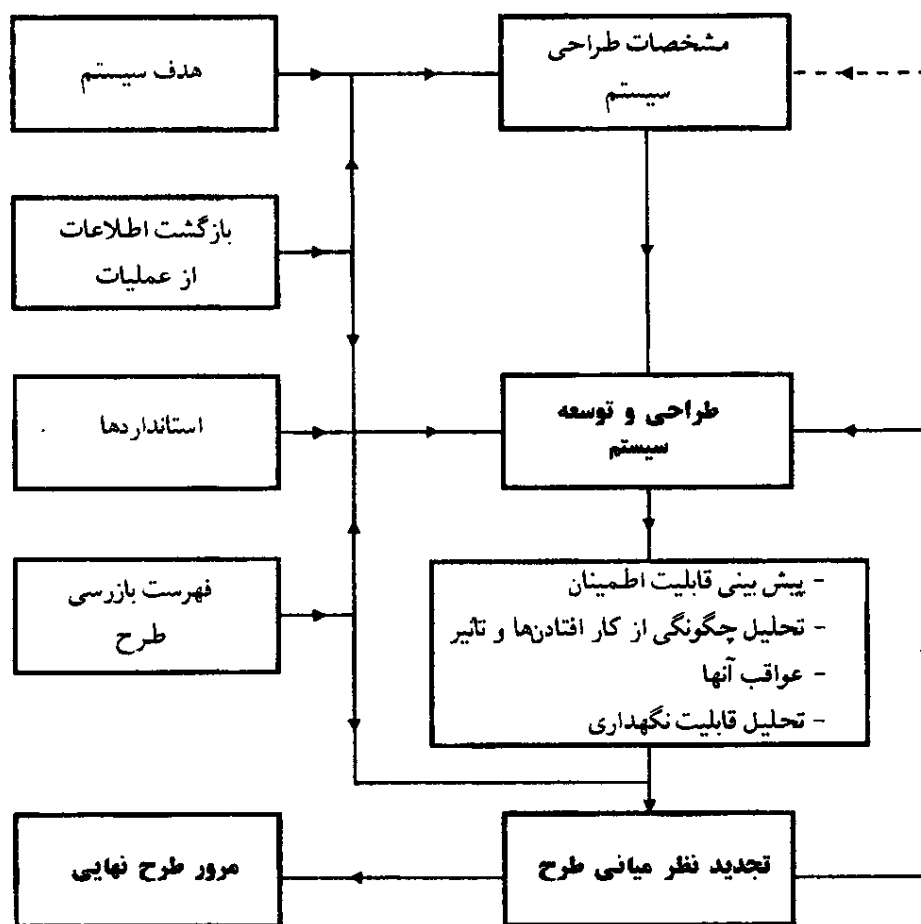 هدف سیستم
مشخصات طراحی
سیستم
بازگشت اطلاعات
از عملیات
استانداردها
طراحی و توسعه
سیستم
فهرست بازرسی
طرح
- پیش بینی قابلیت اطمینان
- تحلیل چگونگی از کار افتادن‌ها و تاثیر
- عواقب آنها
- تحلیل قابلیت نگهداری
تجدید نظر میانی طرح
مرور طرح نهایی